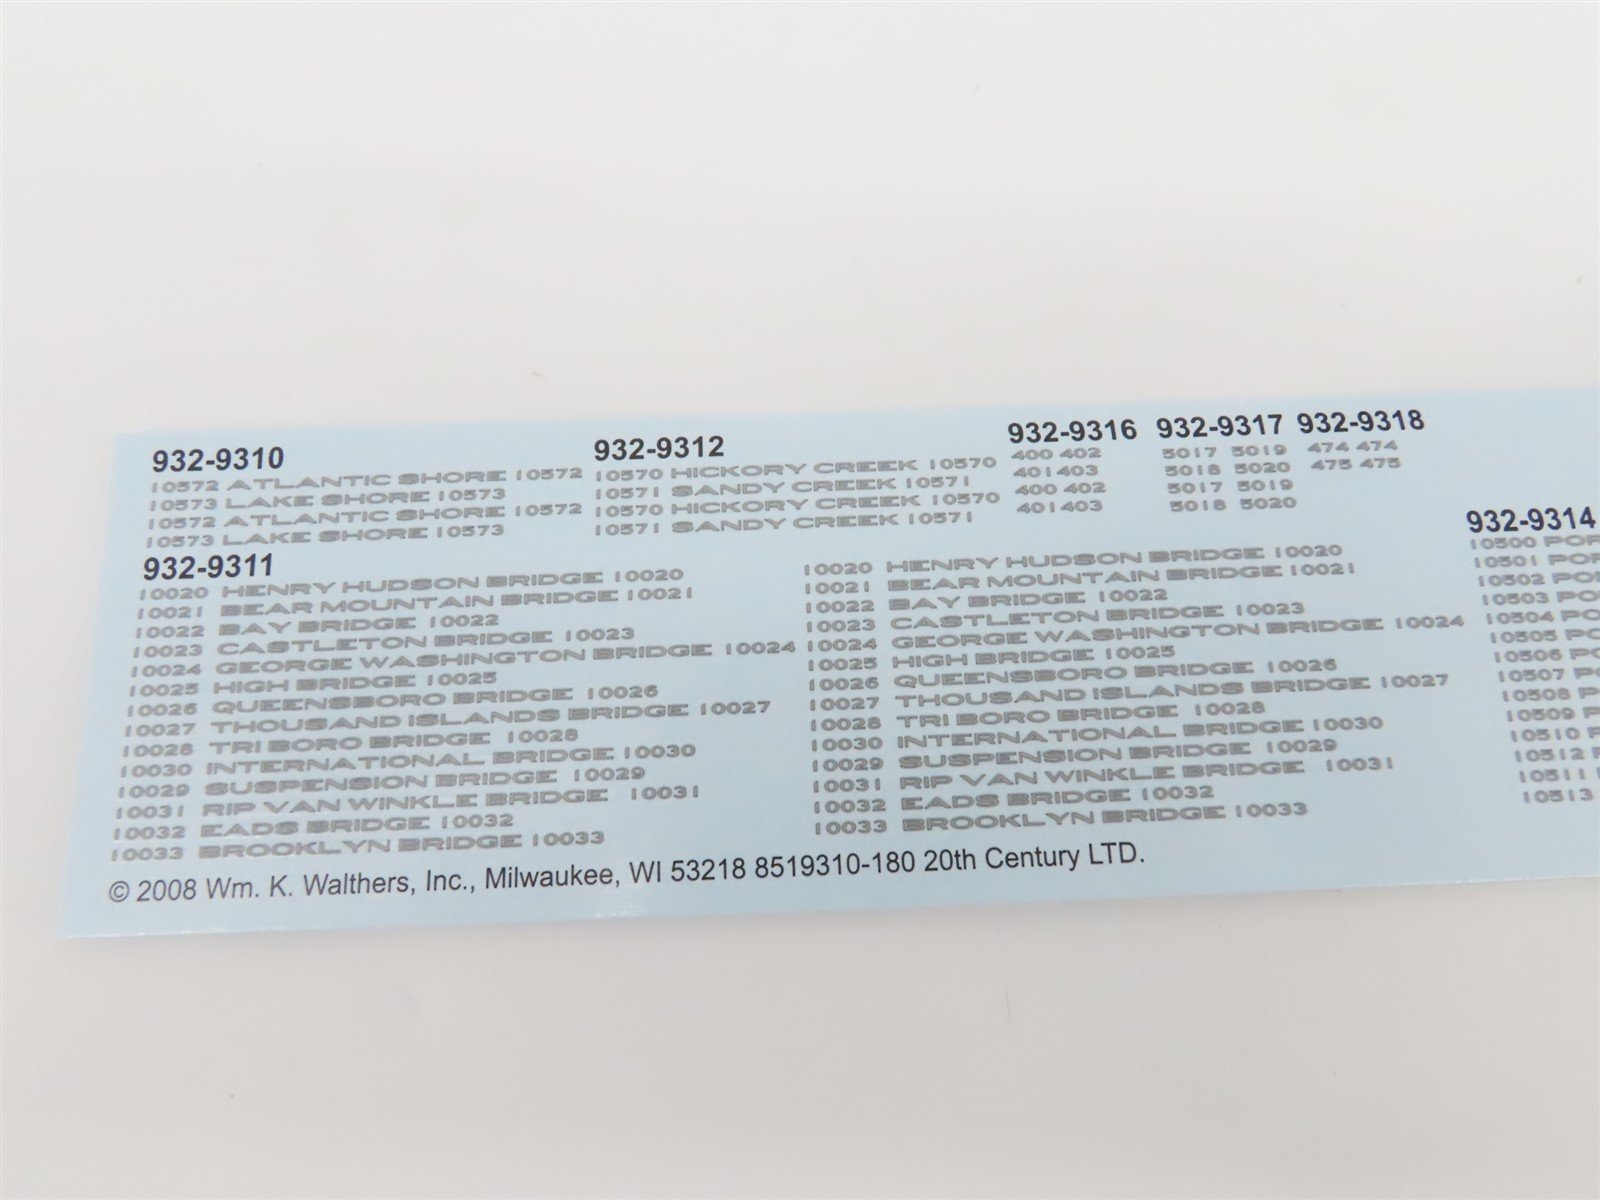 932-9310
10572 ATLANTIC SHORE 10572
10573 LAKE SHORE 10573
10572 ATLANTIC SHORE 10572
10573 LAKE SHORE 10573
932-9312
10570 HICKORY CREEK 10570
10571 SANDY CREEK 10571
10570 HICKORY CREEK 10570
10571 SANDY CREEK 10571
932-9316
400 402
401 403
400 402
401 403
932-9317
5017 5019
5018 5020
5017 5019
5018 5020
932-9318
474 474
475 475
932-9311
10020 HENRY HUDSON BRIDGE 10020
10021 BEAR MOUNTAIN BRIDGE 10021
10022 BAY BRIDGE 10022
10023 CASTLETON BRIDGE 10023
10024 GEORGE WASHINGTON BRIDGE 10024
10025 HIGH BRIDGE 10025
10026 QUEENSBORO BRIDGE 10026
10027 THOUSAND ISLANDS BRIDGE 10027
10028 TRI BORO BRIDGE 10028
10030 INTERNATIONAL BRIDGE 10030
10029 SUSPENSION BRIDGE 10029
10031 RIP VAN WINKLE BRIDGE 10031
10032 EADS BRIDGE 10032
10033 BROOKLYN BRIDGE 10033
10020 HENRY HUDSON BRIDGE 10020
10021 BEAR MOUNTAIN BRIDGE 10021
10022 BAY BRIDGE 10022
10023 CASTLETON BRIDGE 10023
10024 GEORGE WASHINGTON BRIDGE 10024
10025 HIGH BRIDGE 10025
10026 QUEENSBORO BRIDGE 10026
10027 THOUSAND ISLANDS BRIDGE 10027
10028 TRI BORO BRIDGE 10028
10030 INTERNATIONAL BRIDGE 10030
10029 SUSPENSION BRIDGE 10029
10031 RIP VAN WINKLE BRIDGE 10031
10032 EADS BRIDGE 10032
10033 BROOKLYN BRIDGE 10033
932-9314
10500 POR
10501 POR
10502 POR
10503 PO
10504 PO
10505 PO
10506 PO
10507 P
10508 P
10509 P
10510 P
10512
10511
10513
© 2008 Wm. K. Walthers, Inc., Milwaukee, WI 53218 8519310-180 20th Century LTD.